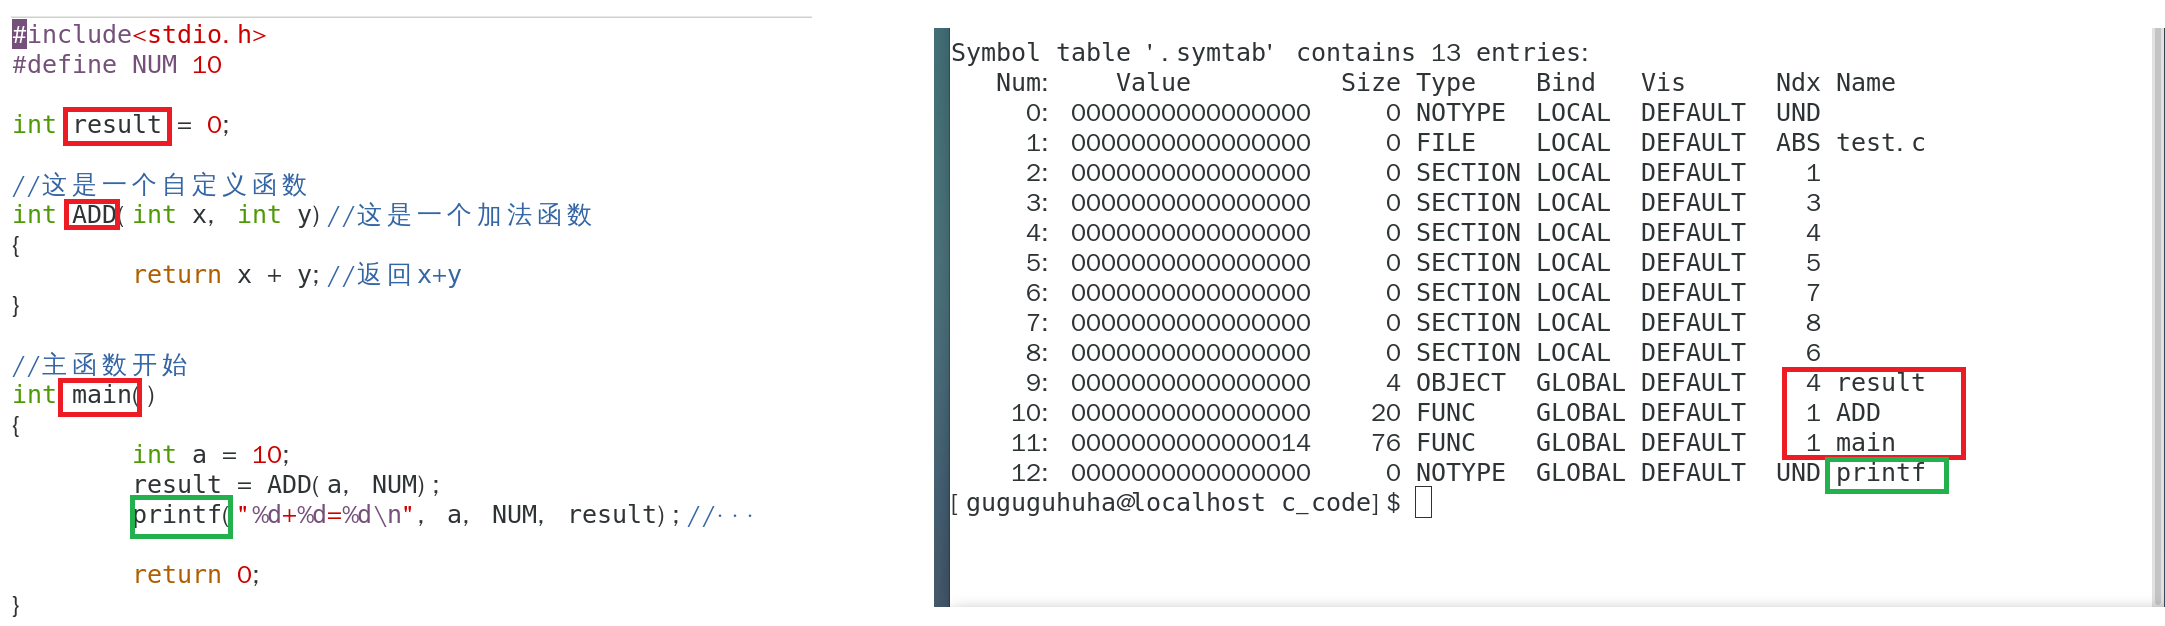 #include<stdio.h>
#define NUM 10
int result = 0;
//这是一个自定义函数
int ADD(int x, int y)//这是一个加法函数
{
return x + y;//返回x+y
}
//主函数开始
int main()
{
int a = 10;
result = ADD(a, NUM);
printf("%d+%d=%d\n", a, NUM, result);//···
return 0;
}
Symbol table '.symtab' contains 13 entries:
Num: Value Size Type Bind Vis Ndx Name
0: 0000000000000000 0 NOTYPE LOCAL DEFAULT UND
1: 0000000000000000 0 FILE LOCAL DEFAULT ABS test.c
2: 0000000000000000 0 SECTION LOCAL DEFAULT 1
3: 0000000000000000 0 SECTION LOCAL DEFAULT 3
4: 0000000000000000 0 SECTION LOCAL DEFAULT 4
5: 0000000000000000 0 SECTION LOCAL DEFAULT 5
6: 0000000000000000 0 SECTION LOCAL DEFAULT 7
7: 0000000000000000 0 SECTION LOCAL DEFAULT 8
8: 0000000000000000 0 SECTION LOCAL DEFAULT 6
9: 0000000000000000 4 OBJECT GLOBAL DEFAULT 4 result
10: 0000000000000000 20 FUNC GLOBAL DEFAULT 1 ADD
11: 0000000000000014 76 FUNC GLOBAL DEFAULT 1 main
12: 0000000000000000 0 NOTYPE GLOBAL DEFAULT UND printf
[guguguhuha@localhost c_code]$